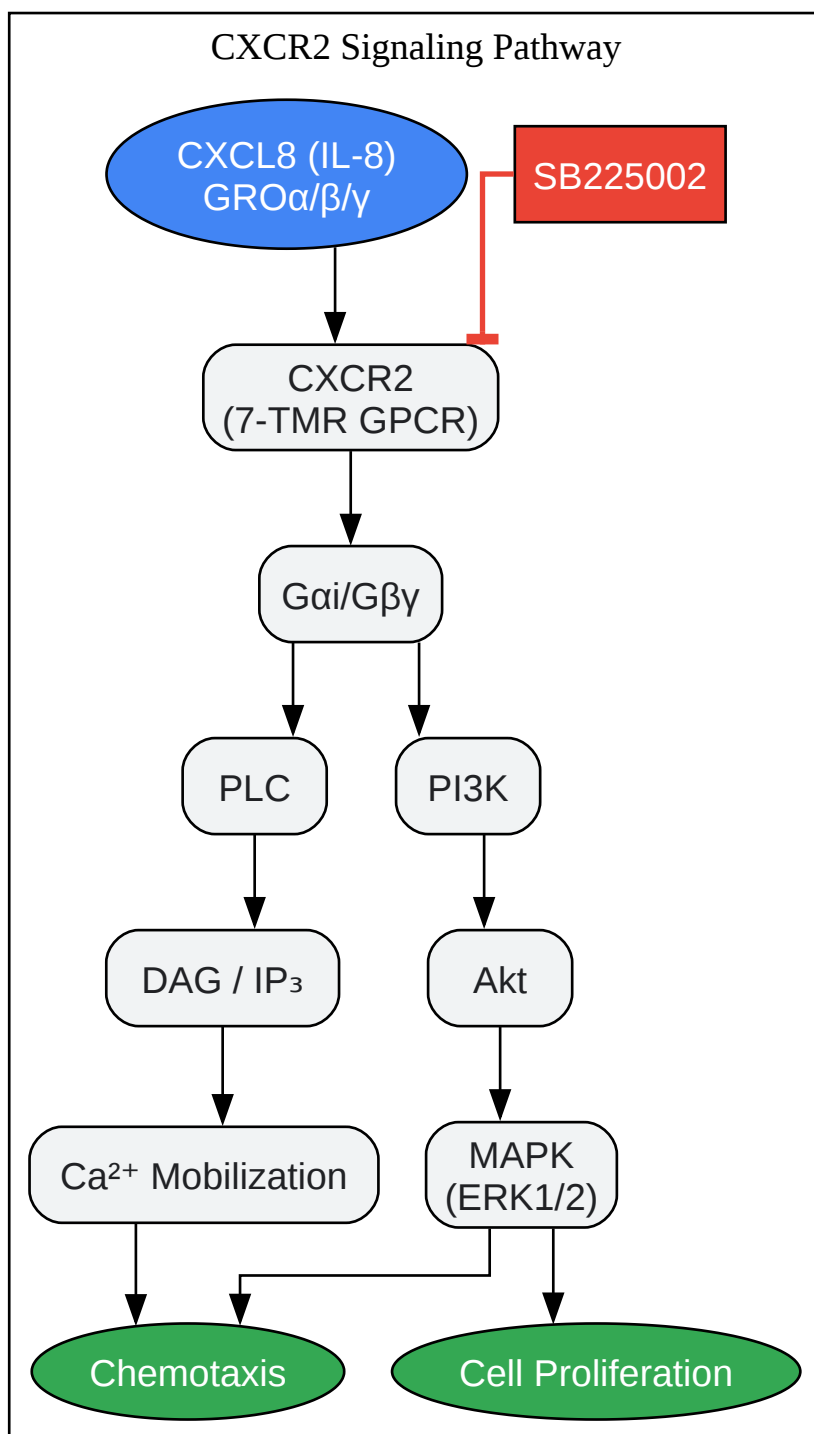 CXCR2 Signaling Pathway
CXCL8 (IL-8)
GROα/β/γ
SB225002
CXCR2
(7-TMR GPCR)
Gαi/Gβγ
PLC
PI3K
DAG / IP₃
Akt
Ca²⁺ Mobilization
MAPK
(ERK1/2)
Chemotaxis
Cell Proliferation